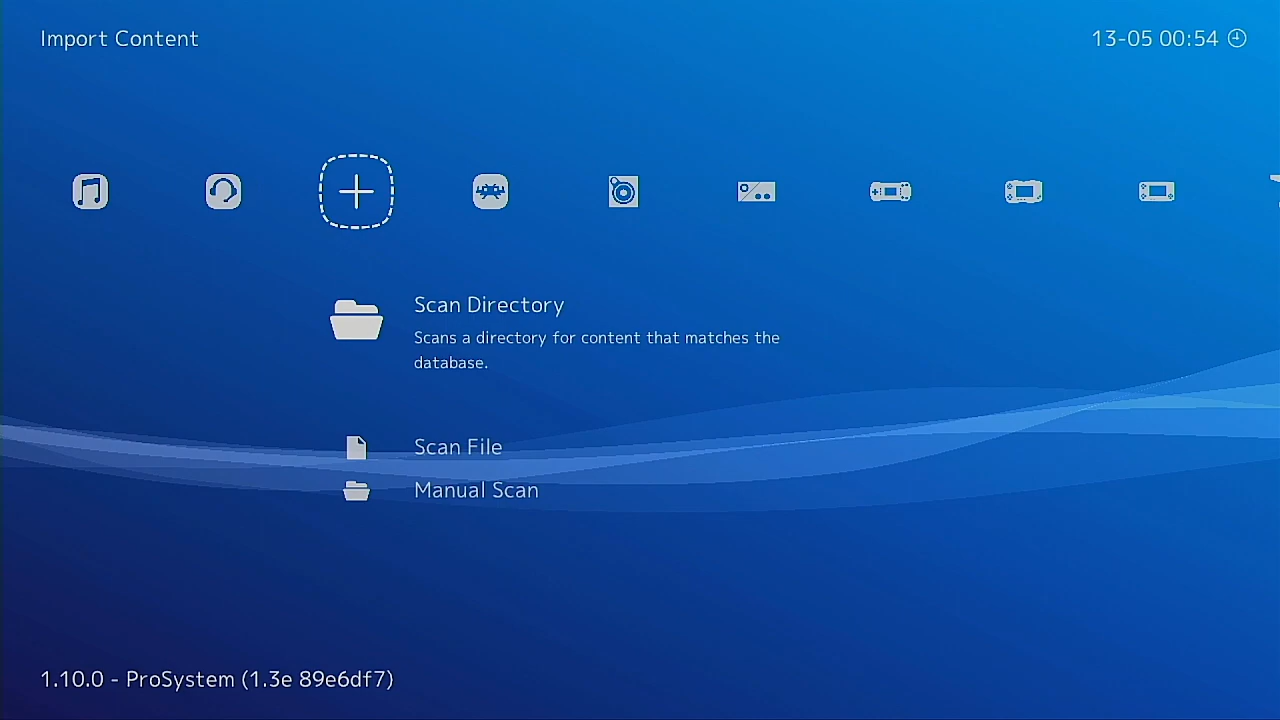 Import Content
13-05 00:54
Scan Directory
Scans a directory for content that matches the
database.
Scan File
Manual Scan
1.10.0 - ProSystem (1.3e 89e6df7)